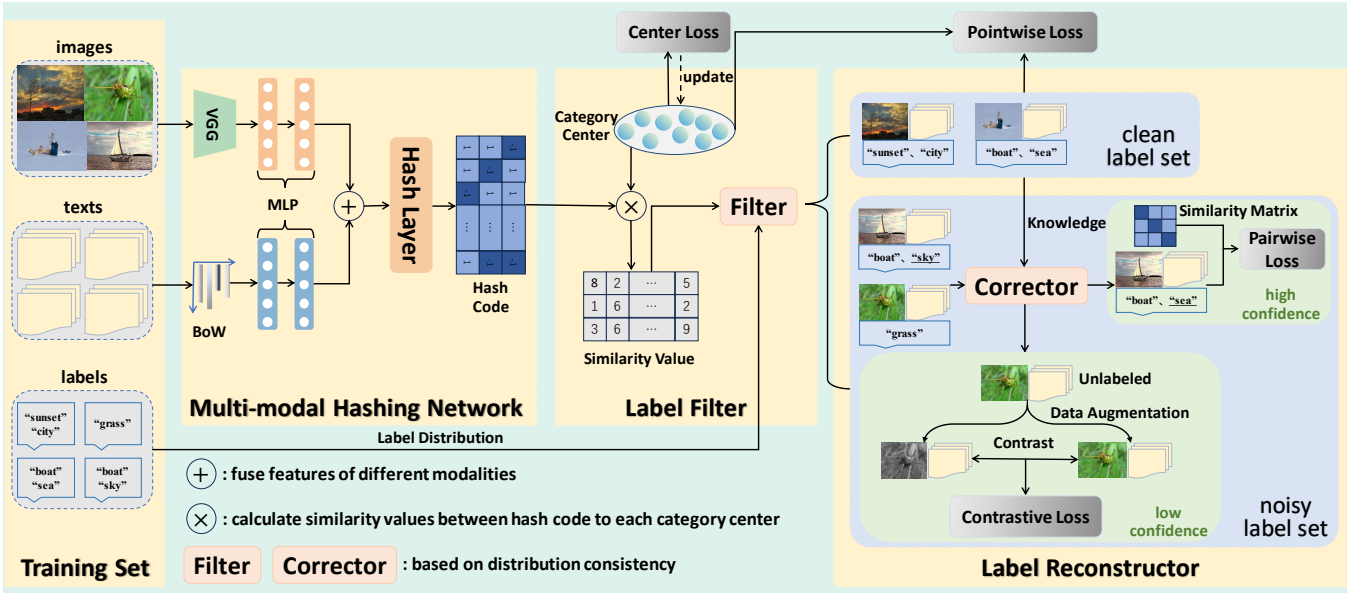 images
texts
labels
“sunset”
“city”
“grass”
“boat”
“sea”
“boat”
“sky”
Training Set
VGG
BoW
MLP
Hash Layer
Hash
Code
Multi-modal Hashing Network
Label Distribution
Center Loss
update
Category
Center
8 2 ⋯ 5
1 6 ⋯ 2
3 6 ⋯ 9
Similarity Value
Filter
Label Filter
Pointwise Loss
“sunset”、“city”
“boat”、“sea”
clean
label set
Knowledge
“boat”、“sky”
“grass”
Corrector
Similarity Matrix
Pairwise
Loss
“boat”、“sea”
high
confidence
Unlabeled
Data Augmentation
Contrast
Contrastive Loss
low
confidence
noisy
label set
Label Reconstructor
+ : fuse features of different modalities
× : calculate similarity values between hash code to each category center
Filter Corrector : based on distribution consistency